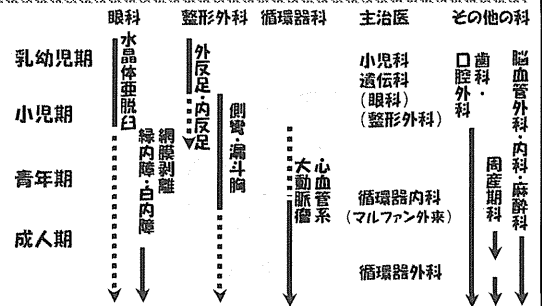 眼科 整形外科 循環器科 主治医 その他の科
乳幼児期
小児期
青年期
成人期
水晶体亜脱臼
網膜剥離
緑内障・白内障
外反足・内反足
側彎・漏斗胸
心血管系
大動脈瘤
小児科
遺伝科
(眼科)
(整形外科)
循環器内科
(マルファン外来)
循環器外科
歯科・
口腔外科
周産期科
脳血管外科・内科・麻酔科